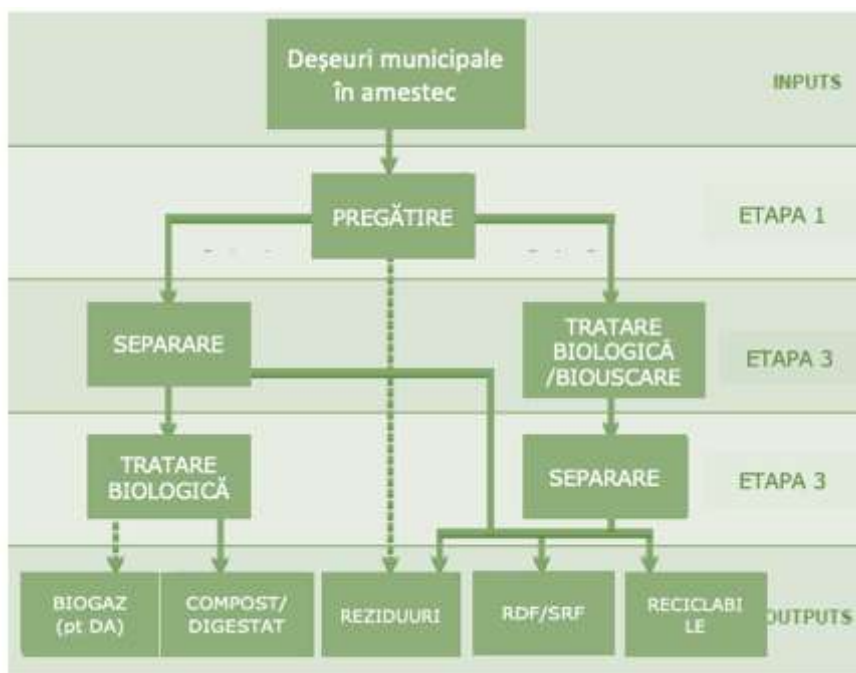 Deșeuri municipale
în amestec
INPUTS
PREGĂTIRE
ETAPA 1
SEPARARE
TRATARE
BIOLOGICĂ
/BIOUSCARE
ETAPA 3
TRATARE
BIOLOGICĂ
SEPARARE
ETAPA 3
BIOGAZ
(pt DA)
COMPOST/
DIGESTAT
REZIDUURI
RDF/SRF
RECICLABI
LE
OUTPUTS